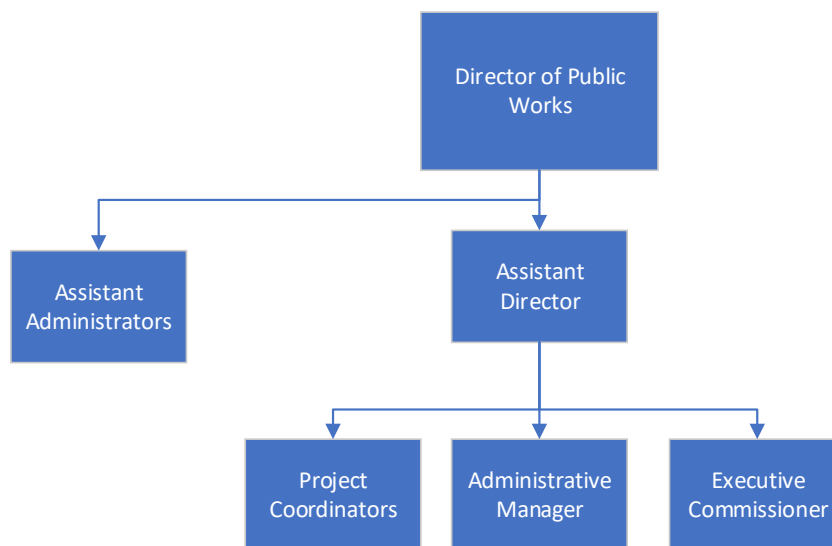 Director of Public
Works
Assistant
Administrators
Assistant
Director
Project
Coordinators
Administrative
Manager
Executive
Commissioner